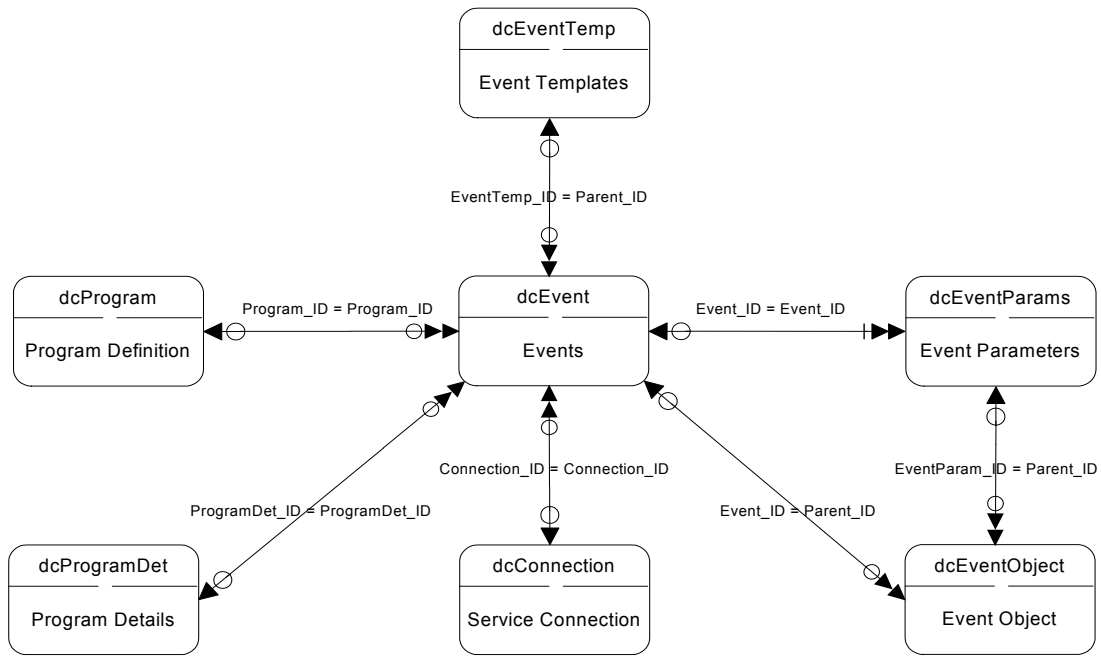 dcEventTemp
Event Templates
EventTemp_ID = Parent_ID
dcProgram
Program Definition
Program_ID = Program_ID
dcEvent
Events
Event_ID = Event_ID
dcEventParams
Event Parameters
ProgramDet_ID = ProgramDet_ID
Connection_ID = Connection_ID
Event_ID = Parent_ID
EventParam_ID = Parent_ID
dcProgramDet
Program Details
dcConnection
Service Connection
dcEventObject
Event Object